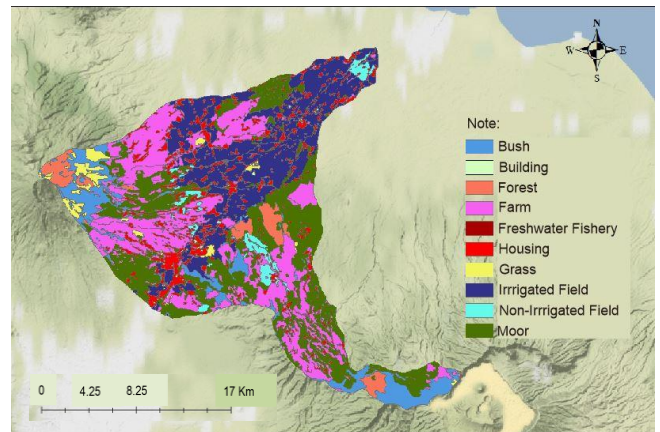 N
W E
S
Note:
Bush
Building
Forest
Farm
Freshwater Fishery
Housing
Grass
Irrrigated Field
Non-Irrrigated Field
Moor
0 4.25 8.25 17 Km